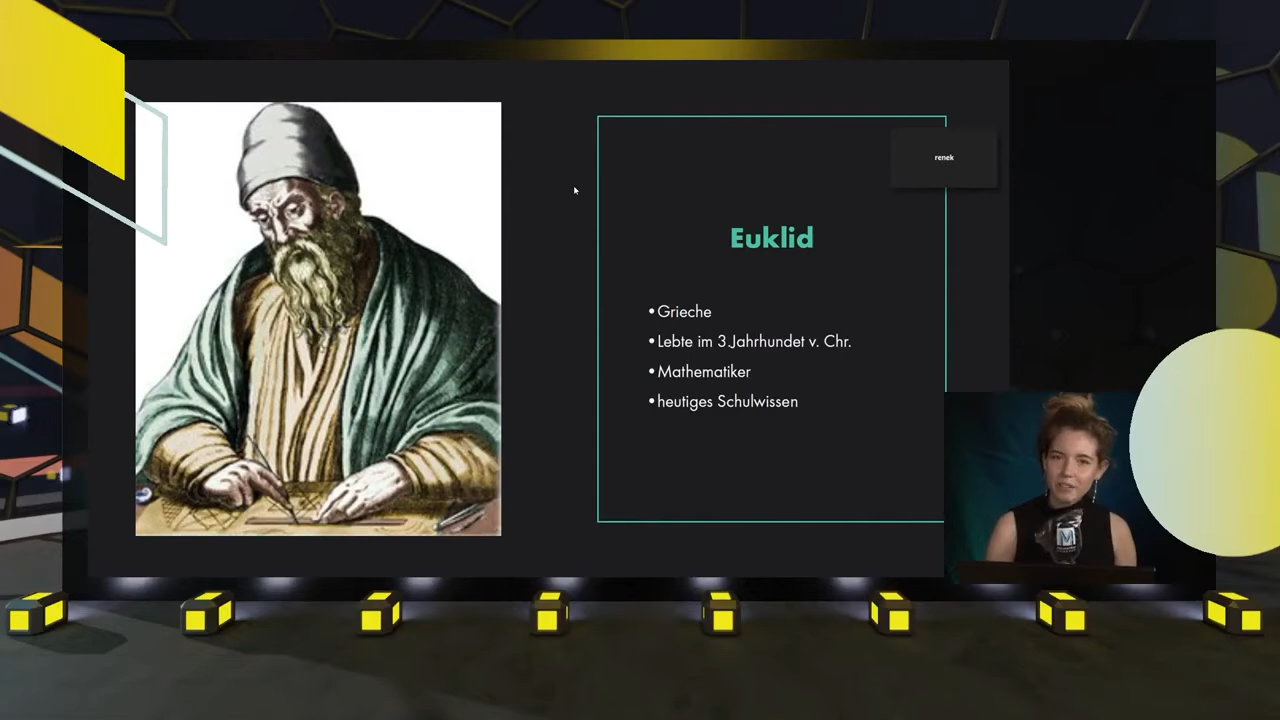 renek
Euklid
•Grieche
•Lebte im 3.Jahrhundet v. Chr.
•Mathematiker
•heutiges Schulwissen
M